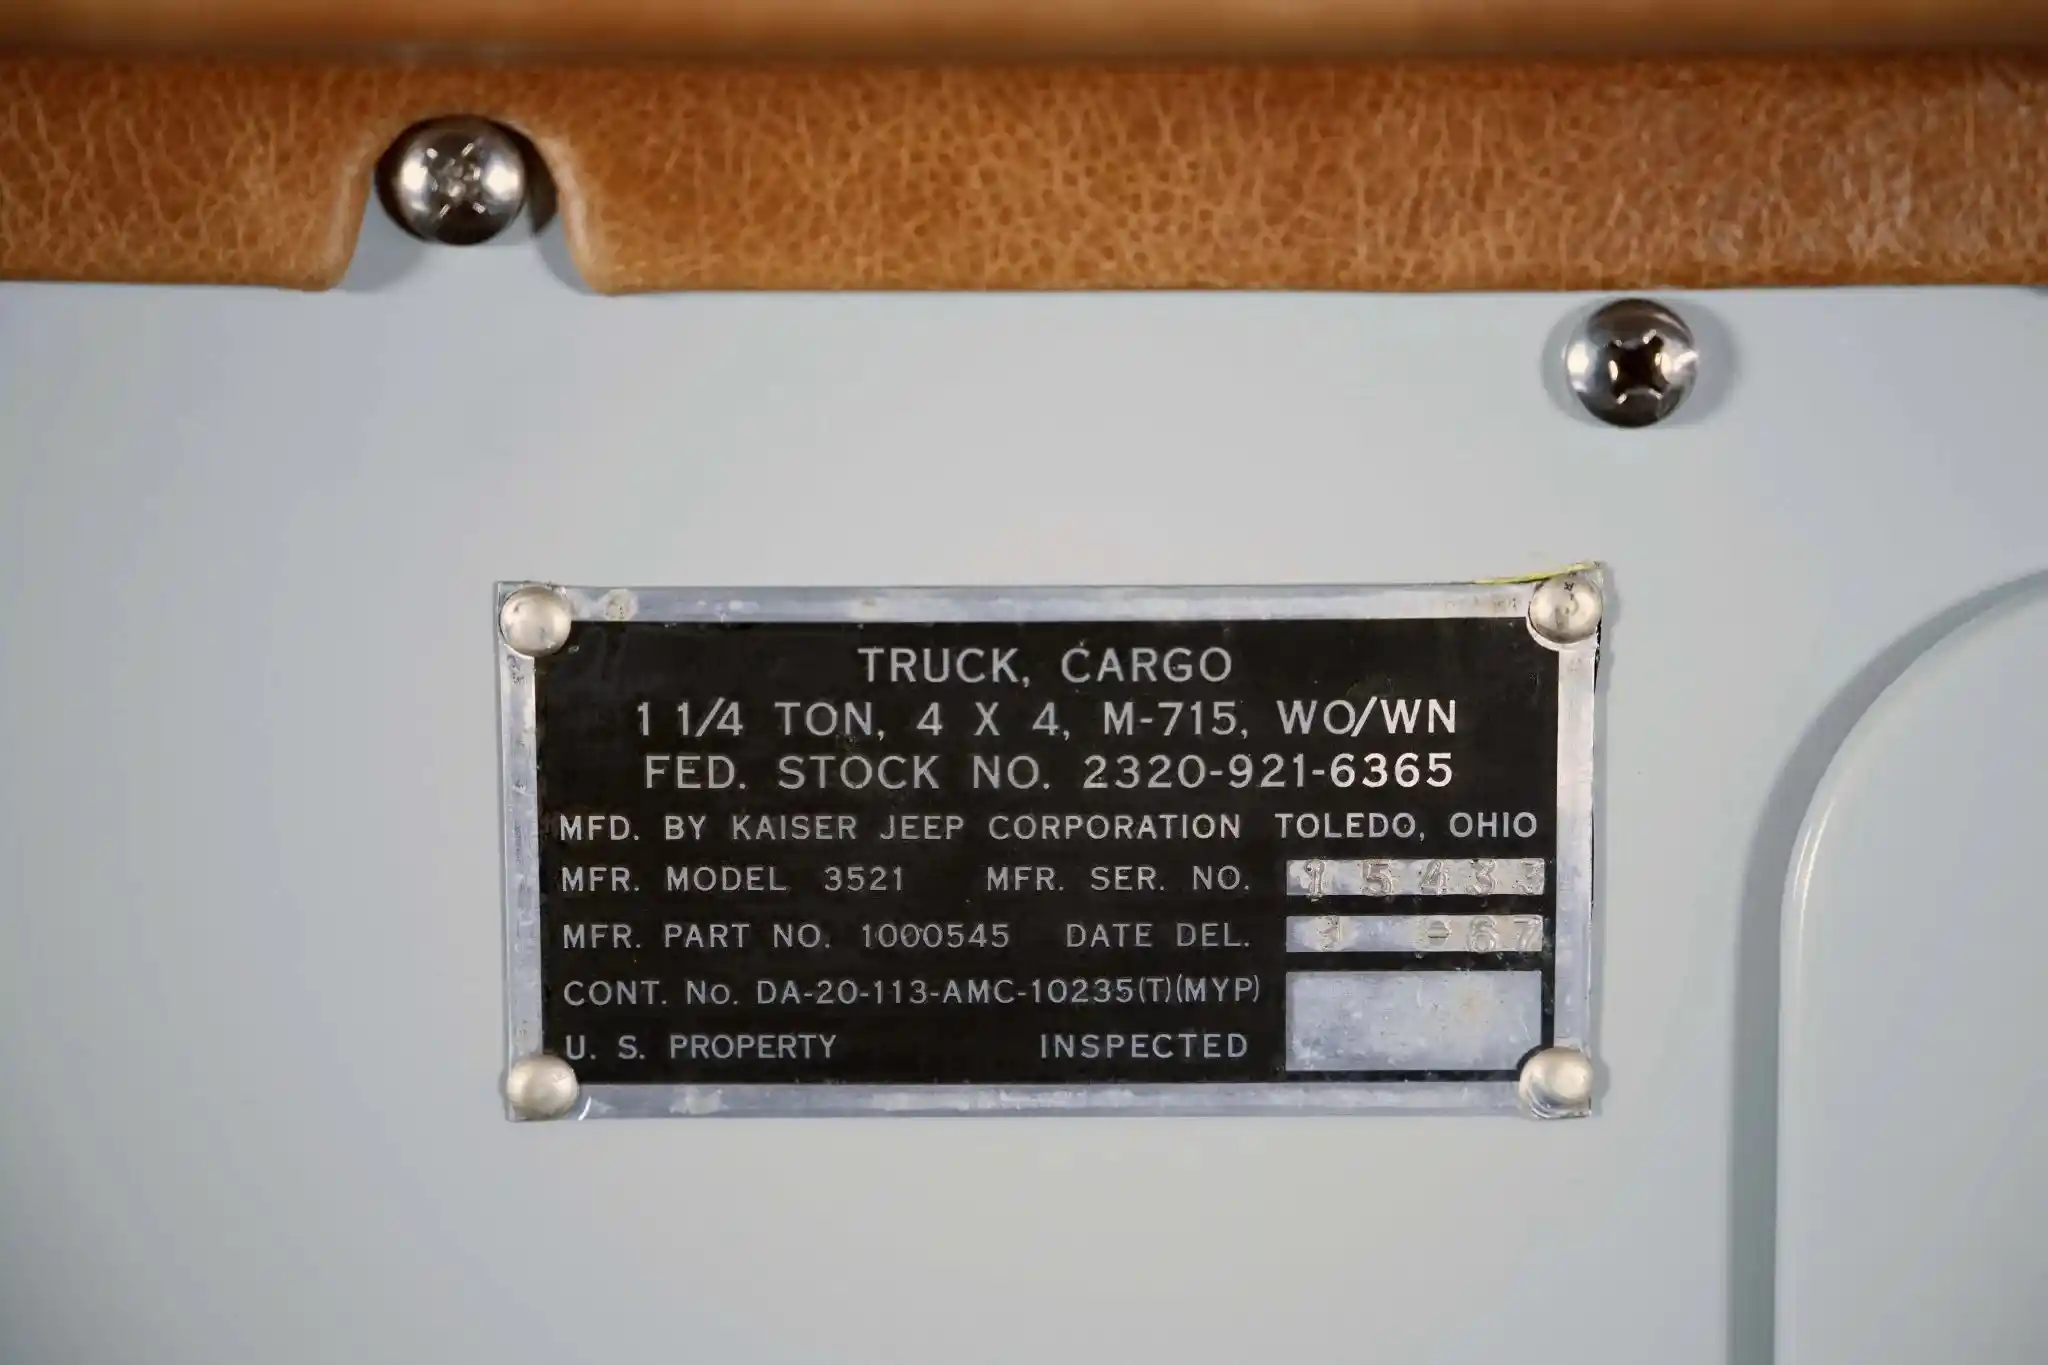 TRUCK, CARGO
1 1/4 TON, 4 X 4, M-715, WO/WN
FED. STOCK NO. 2320-921-6365
MFD. BY KAISER JEEP CORPORATION TOLEDO, OHIO
MFR. MODEL 3521 MFR. SER. NO. 15433
MFR. PART NO. 1000545 DATE DEL. -67
CONT. No. DA-20-113-AMC-10235(T)(MYP)
U. S. PROPERTY INSPECTED